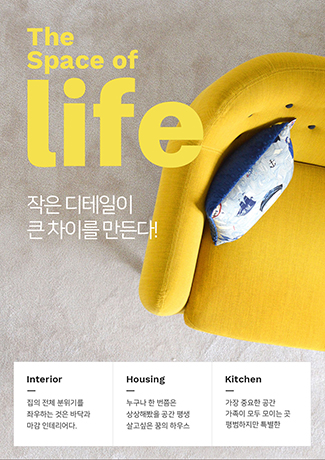 The
Space of
life
작은 디테일이
큰 차이를 만든다!
Interior
집의 전체 분위기를
좌우하는 것은 바닥과
마감 인테리어다.
Housing
누구나 한 번쯤은
상상해봤을 공간 평생
살고싶은 꿈의 하우스
Kitchen
가장 중요한 공간
가족이 모두 모이는 곳
평범하지만 특별한